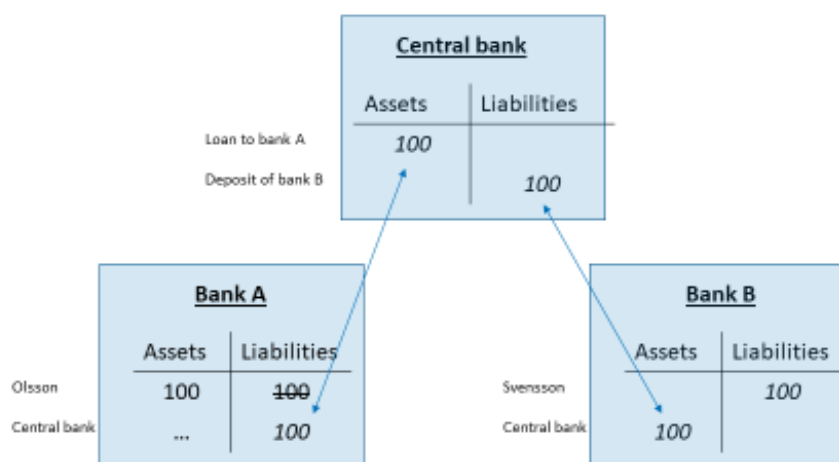 Central bank
Assets Liabilities
Loan to bank A 100
Deposit of bank B 100
Bank A
Assets Liabilities
Olsson 100 100
Central bank ... 100
Bank B
Assets Liabilities
Svensson 100
Central bank 100